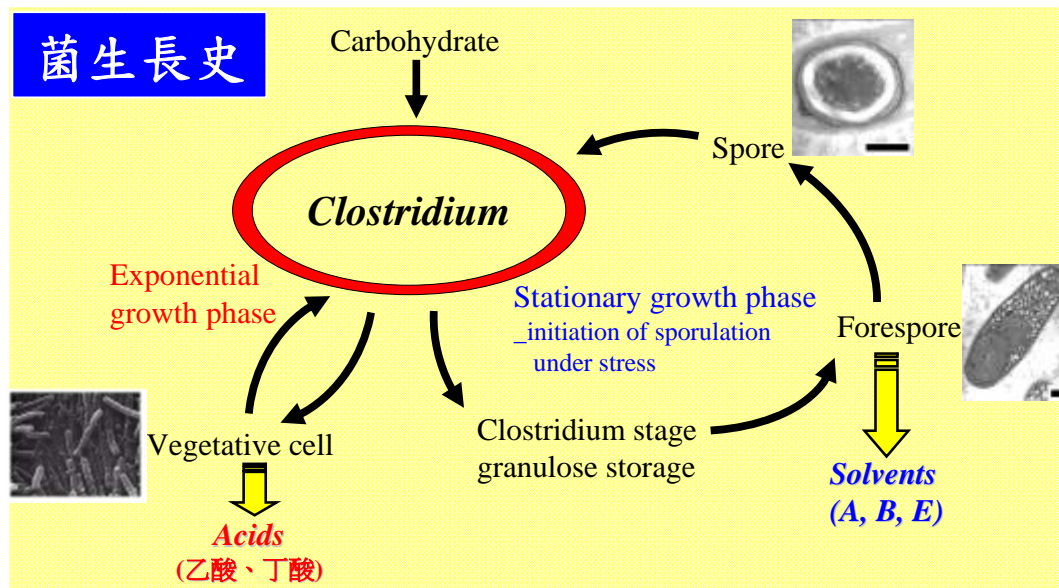 菌生長史
Carbohydrate
Spore
Clostridium
Exponential
growth phase
Stationary growth phase
_initiation of sporulation
under stress
Forespore
Vegetative cell
Clostridium stage
granulose storage
Acids
(乙酸、丁酸)
Solvents
(A, B, E)